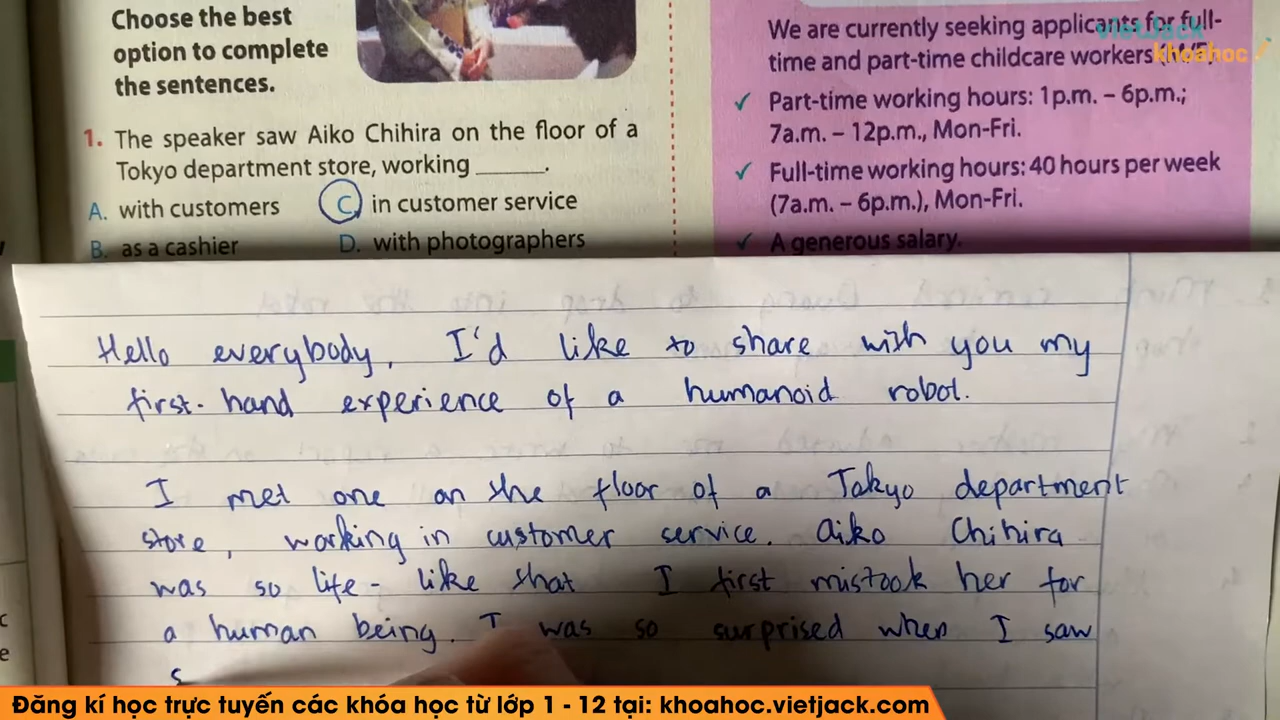 Choose the best
option to complete
the sentences.
1. The speaker saw Aiko Chihira on the floor of a
Tokyo department store, working ______.
A. with customers
C. in customer service
B. as a cashier
D. with photographers
We are currently seeking applicants for full-
time and part-time childcare workers
✓ Part-time working hours: 1p.m. – 6p.m.;
7a.m. – 12p.m., Mon-Fri.
✓ Full-time working hours: 40 hours per week
(7a.m. – 6p.m.), Mon-Fri.
✓ A generous salary.
vietjack
khoahoc
Hello everybody. I'd like to share with you my
first-hand experience of a humanoid robot.
I met one on the floor of a Tokyo department
store, working in customer service. Aiko Chihira
was so life-like that I first mistook her for
a human being. I was so surprised when I saw
s
Đăng kí học trực tuyến các khóa học từ lớp 1 - 12 tại: khoahoc.vietjack.com